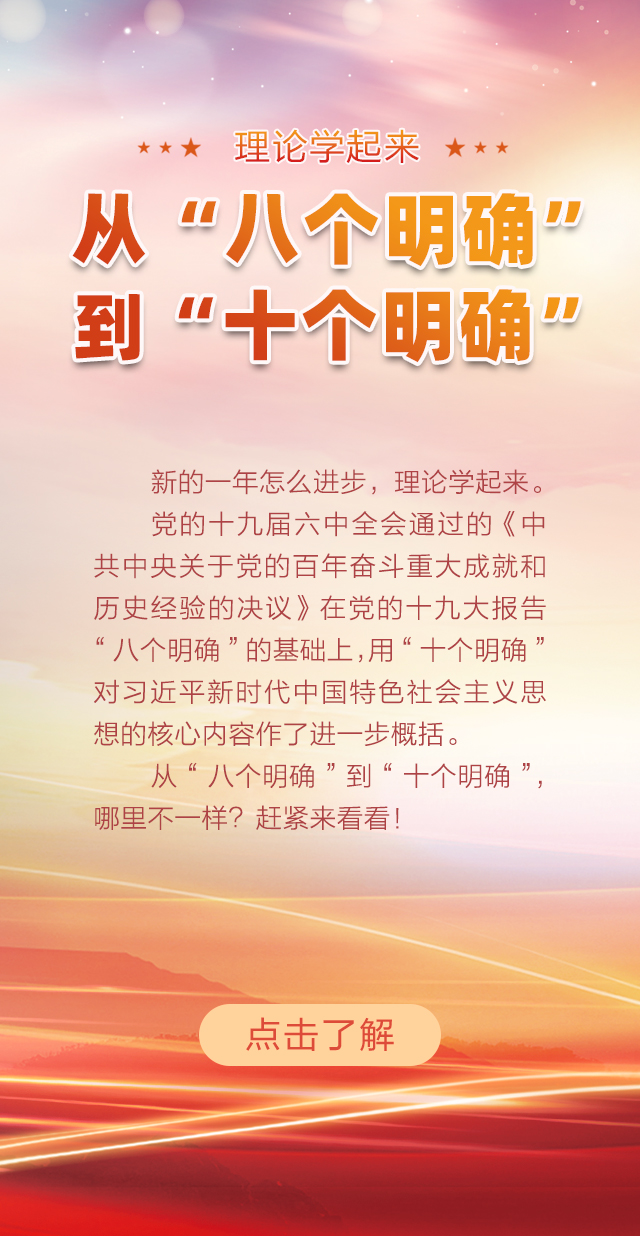 ★★★ 理论学起来 ★★★
从“八个明确”
到“十个明确”
新的一年怎么进步，理论学起来。
党的十九届六中全会通过的《中
共中央关于党的百年奋斗重大成就和
历史经验的决议》在党的十九大报告
“八个明确”的基础上,用“十个明确”
对习近平新时代中国特色社会主义思
想的核心内容作了进一步概括。
从“八个明确”到“十个明确”，
哪里不一样？赶紧来看看！
点击了解